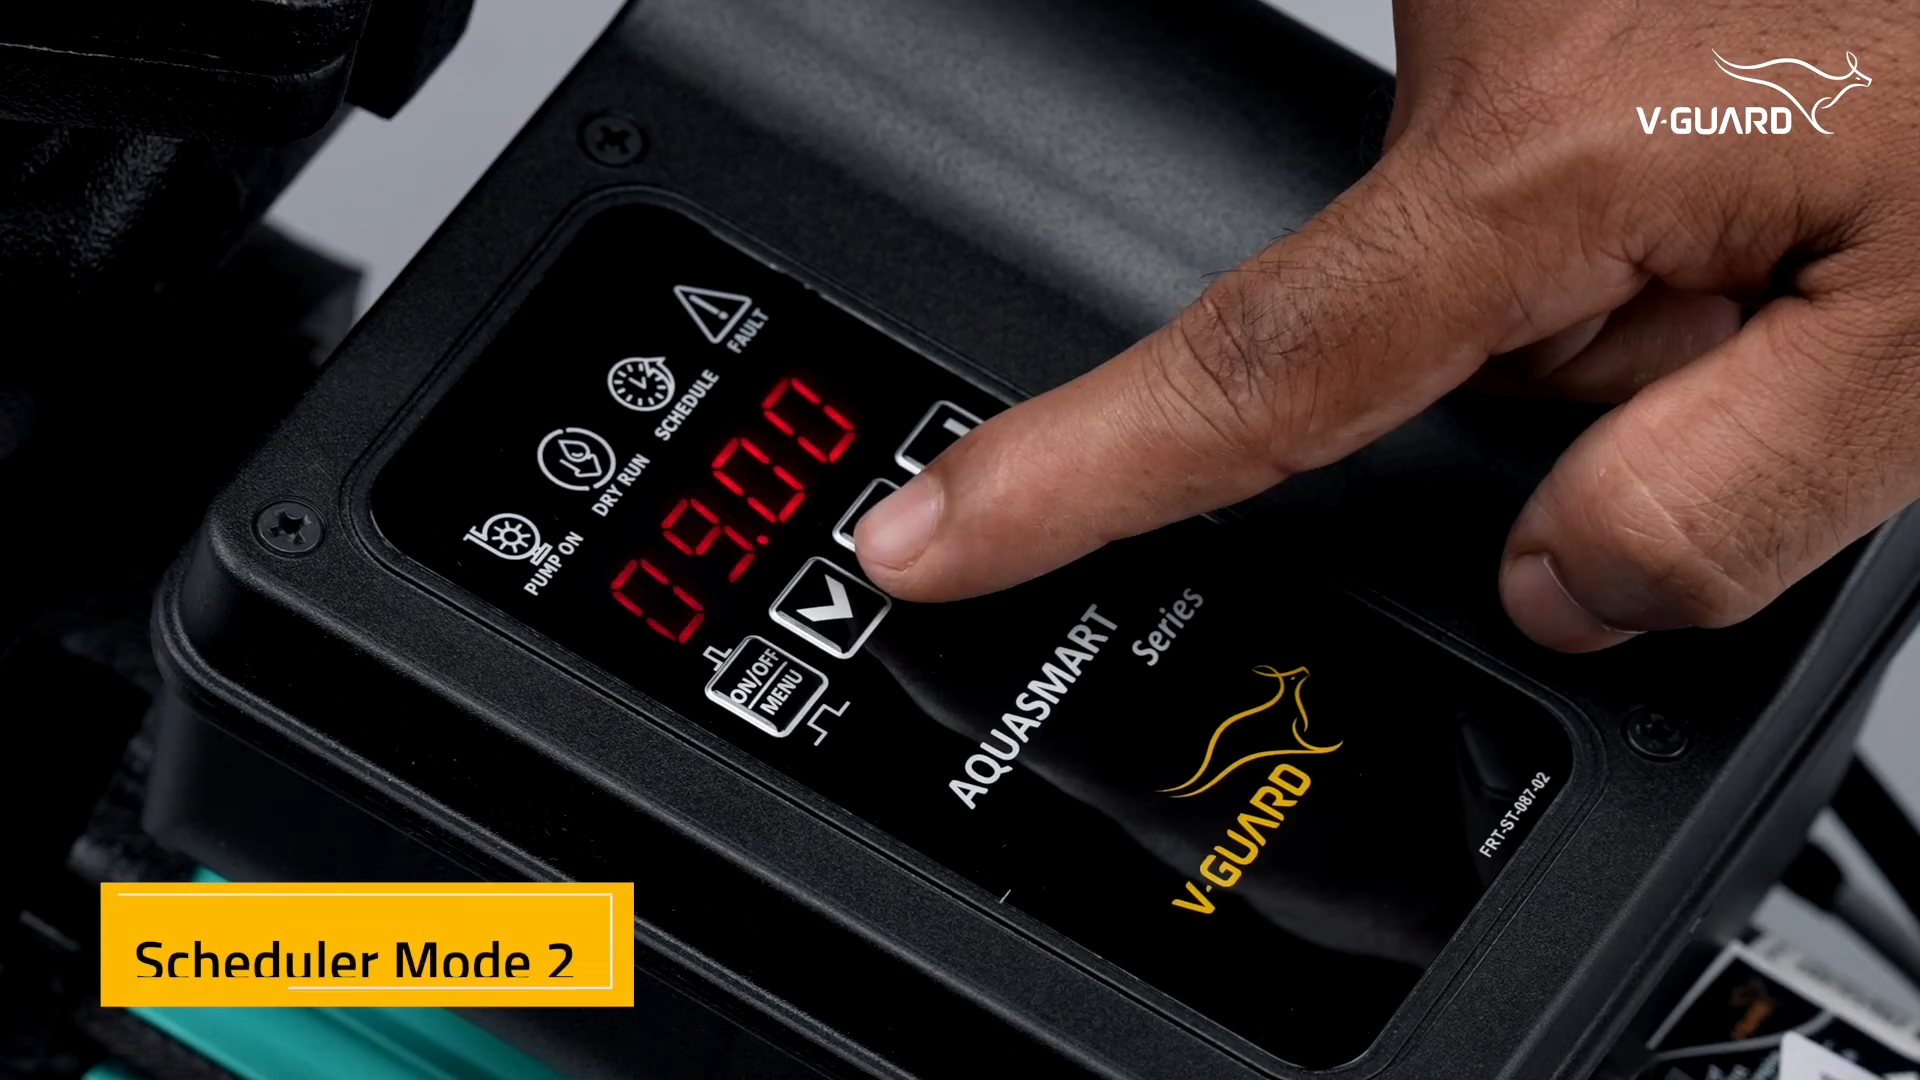 V-GUARD
FAULT
SCHEDULE
DRY RUN
PUMP ON
09.00
ON/OFF
MENU
AQUASMART
Series
V-GUARD
FRT-ST-087-02
Scheduler Mode 2